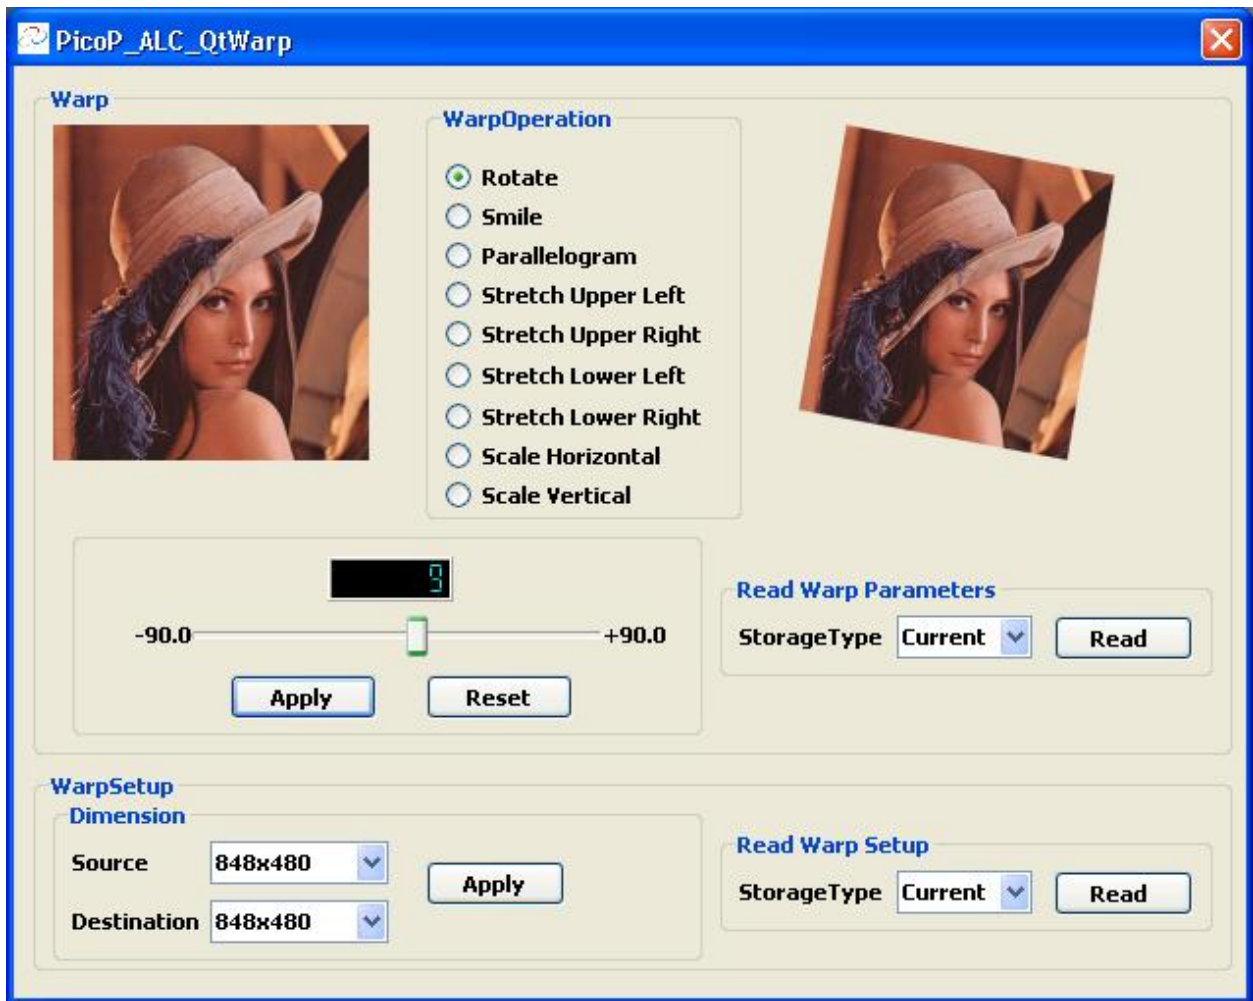 PicoP_ALC_QtWarp
Warp
WarpOperation
Rotate
Smile
Parallelogram
Stretch Upper Left
Stretch Upper Right
Stretch Lower Left
Stretch Lower Right
Scale Horizontal
Scale Vertical
9
-90.0
+90.0
Apply
Reset
Read Warp Parameters
StorageType
Current
Read
WarpSetup
Dimension
Source
848x480
Destination
848x480
Apply
Read Warp Setup
StorageType
Current
Read